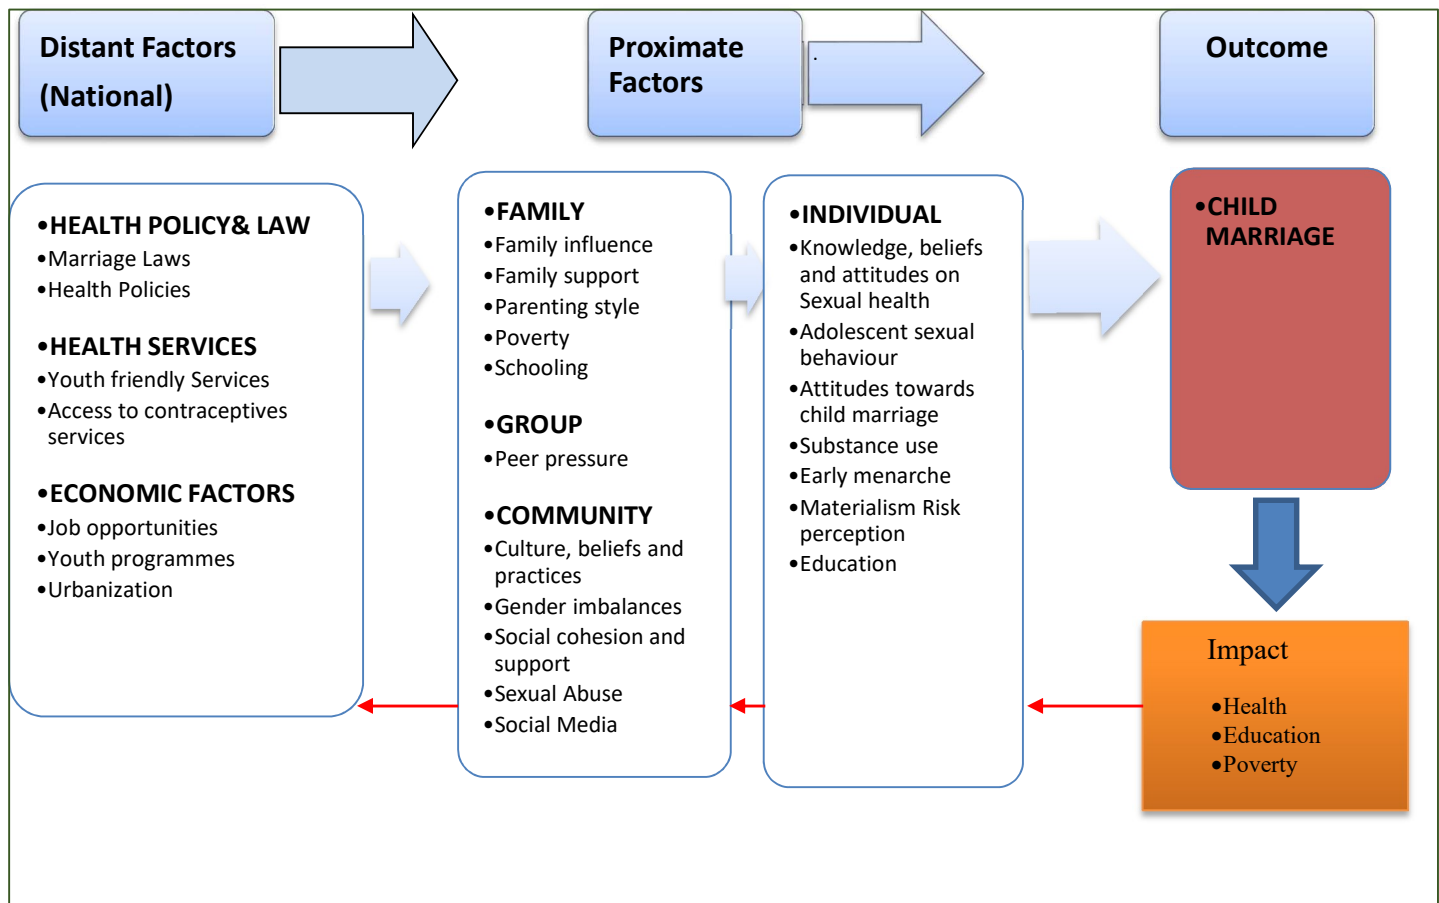 Distant Factors
(National)
Proximate
Factors
.
Outcome
•HEALTH POLICY& LAW
•Marriage Laws
•Health Policies
•HEALTH SERVICES
•Youth friendly Services
•Access to contraceptives
services
•ECONOMIC FACTORS
•Job opportunities
•Youth programmes
•Urbanization
•FAMILY
•Family influence
•Family support
•Parenting style
•Poverty
•Schooling
•GROUP
•Peer pressure
•COMMUNITY
•Culture, beliefs and
practices
•Gender imbalances
•Social cohesion and
support
•Sexual Abuse
•Social Media
•INDIVIDUAL
•Knowledge, beliefs
and attitudes on
Sexual health
•Adolescent sexual
behaviour
•Attitudes towards
child marriage
•Substance use
•Early menarche
•Materialism Risk
perception
•Education
•CHILD
MARRIAGE
Impact
•Health
•Education
•Poverty